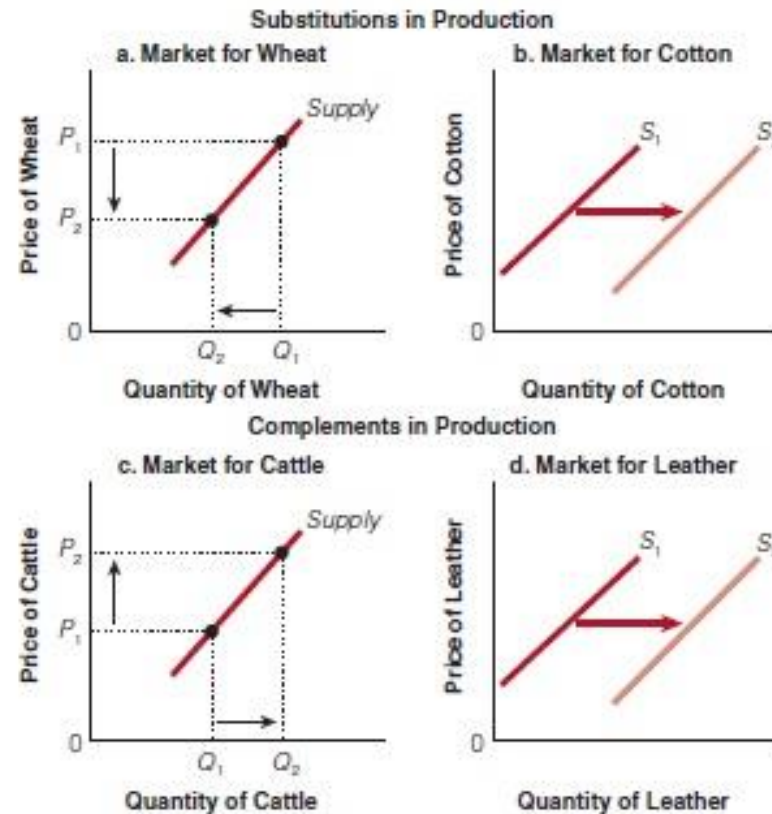 Substitutions in Production
a. Market for Wheat
b. Market for Cotton
Supply
Price of Wheat
P₁
P₂
0
Q₂ Q₁
Quantity of Wheat
Price of Cotton
S₁
S
0
Quantity of Cotton
Complements in Production
c. Market for Cattle
d. Market for Leather
Supply
Price of Cattle
P₂
P₁
0
Q₁ Q₂
Quantity of Cattle
Price of Leather
S₁
S
0
Quantity of Leather